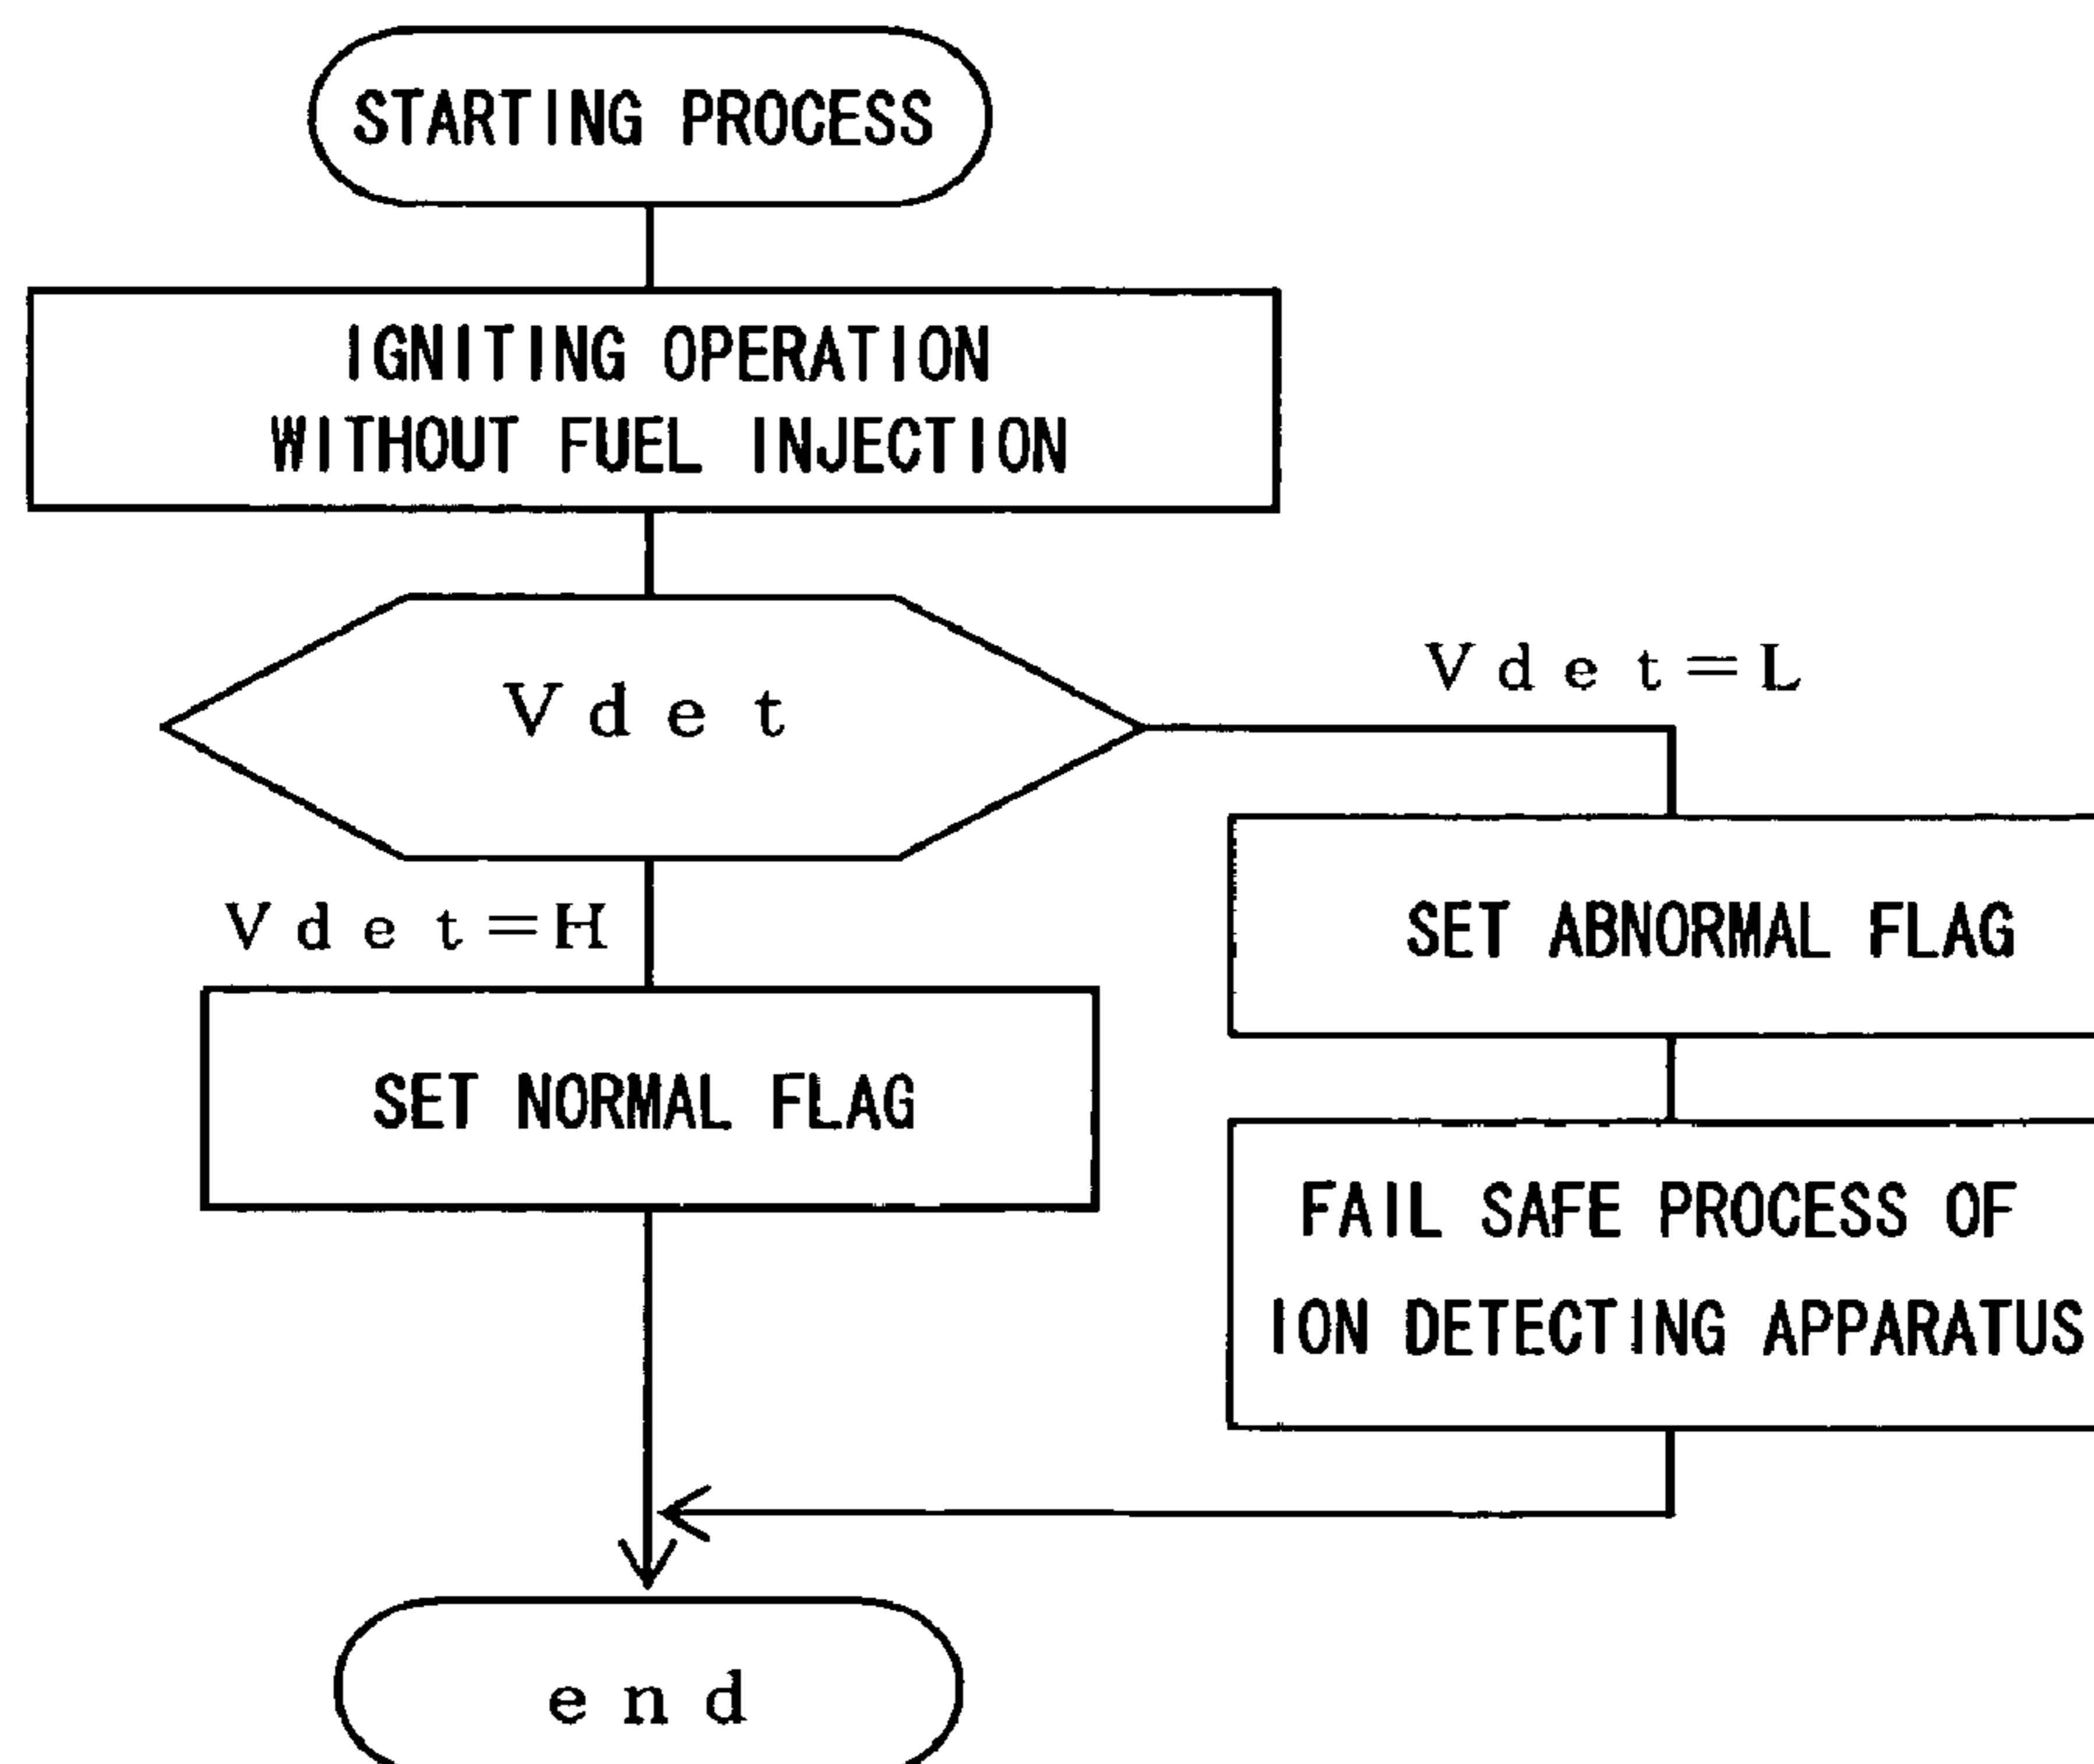 STARTING PROCESS
IGNITING OPERATION
WITHOUT FUEL INJECTION
Vdet
Vdet=L
Vdet=H
SET ABNORMAL FLAG
SET NORMAL FLAG
FAIL SAFE PROCESS OF
ION DETECTING APPARATUS
end